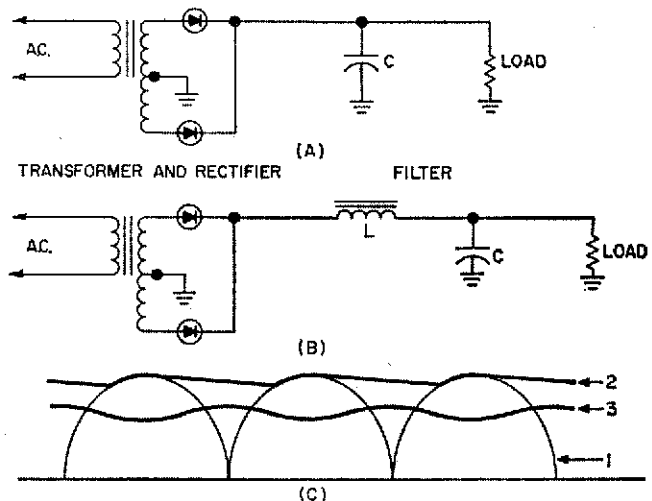 A.C.
C
LOAD
(A)
TRANSFORMER AND RECTIFIER
FILTER
A.C.
L
C
LOAD
(B)
2
3
1
(C)